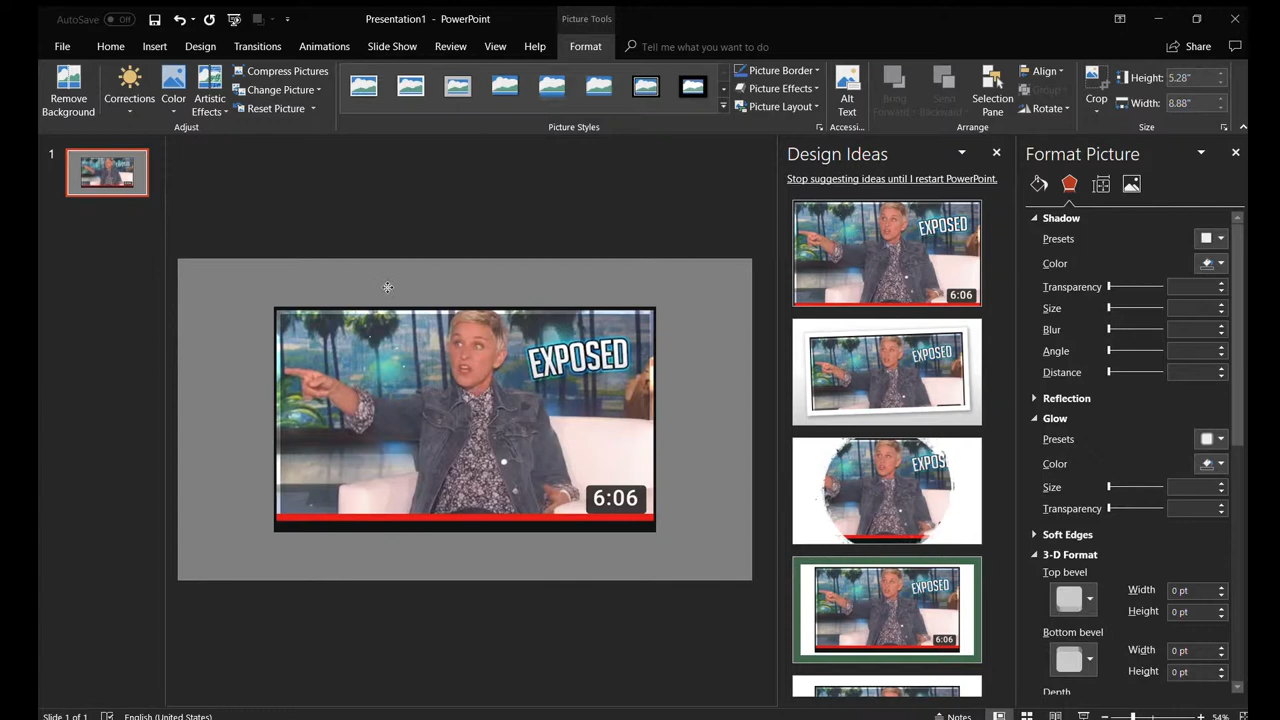 AutoSave Off Presentation1 - PowerPoint Picture Tools
File Home Insert Design Transitions Animations Slide Show Review View Help Format Tell me what you want to do Share
Remove Background
Corrections
Color
Artistic Effects
Compress Pictures
Change Picture
Reset Picture
Adjust
Picture Styles
Picture Border
Picture Effects
Picture Layout
Alt Text
Accessi...
Bring Forward
Send Backward
Selection Pane
Align
Group
Rotate
Arrange
Crop
Height: 5.28"
Width: 8.88"
Size
1
EXPOSED
6:06
Design Ideas
Stop suggesting ideas until I restart PowerPoint.
EXPOSED
6:06
EXPOSED
EXPOS
EXPOSED
6:06
Format Picture
Shadow
Presets
Color
Transparency
Size
Blur
Angle
Distance
Reflection
Glow
Presets
Color
Size
Transparency
Soft Edges
3-D Format
Top bevel
Width 0 pt
Height 0 pt
Bottom bevel
Width 0 pt
Height 0 pt
Depth
Slide 1 of 1 English (United States) Notes 54%